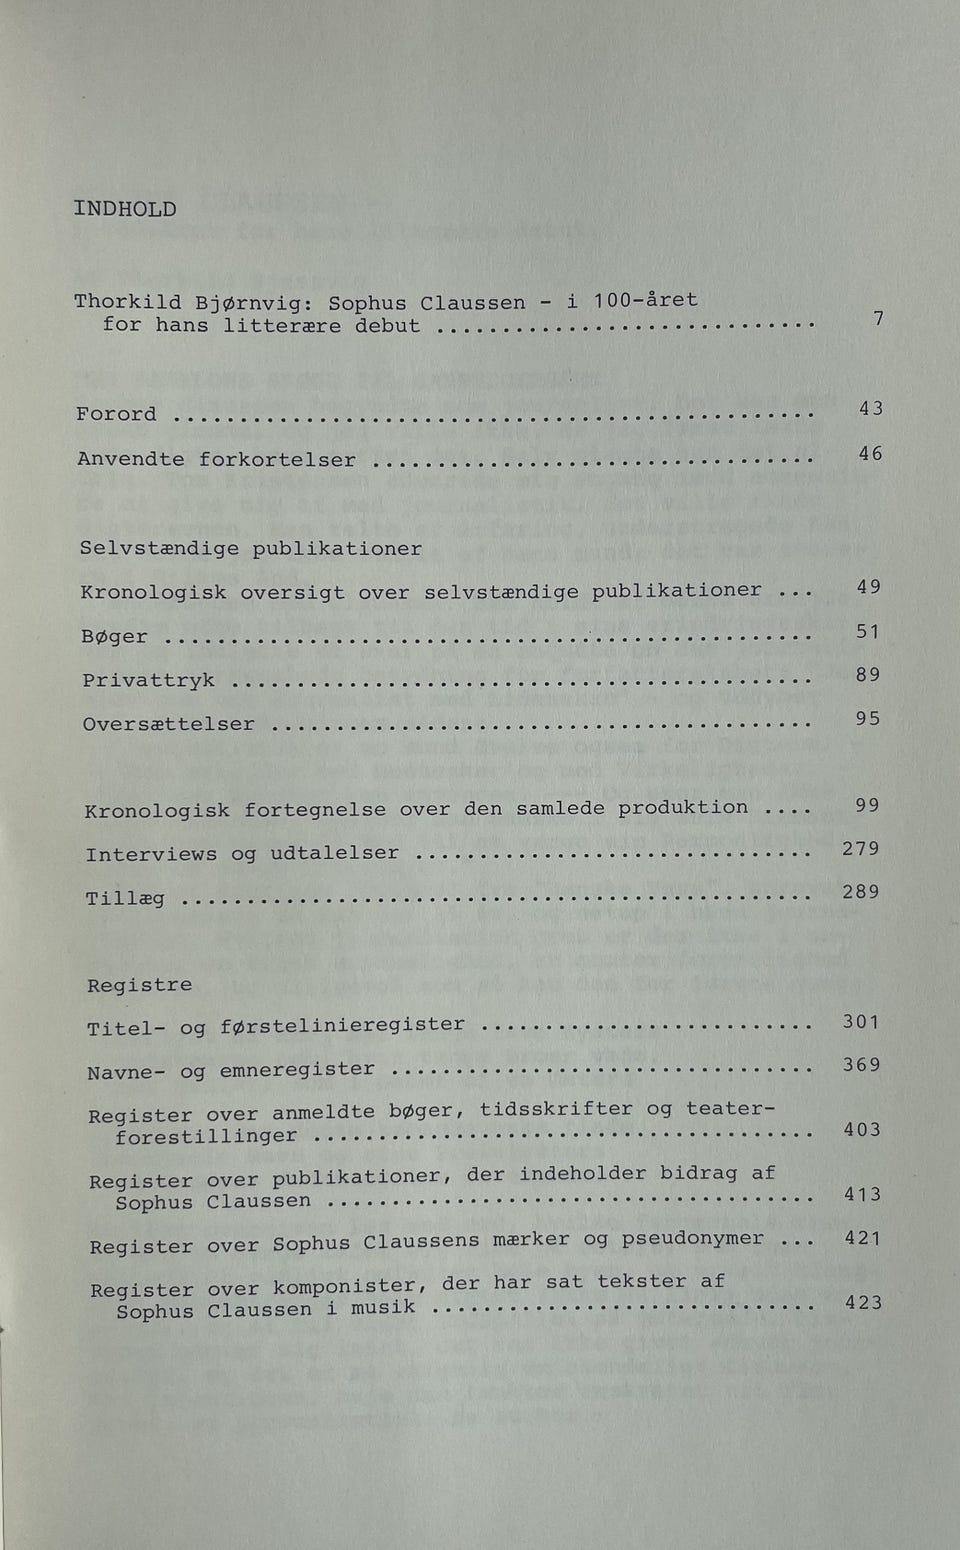 INDHOLD
Thorkild Bjørnvig: Sophus Claussen - i 100-året
for hans litterære debut ............................. 7
Forord ................................................. 43
Anvendte forkortelser .................................. 46
Selvstændige publikationer
Kronologisk oversigt over selvstændige publikationer ... 49
Bøger .................................................. 51
Privattryk ............................................. 89
Oversættelser .......................................... 95
Kronologisk fortegnelse over den samlede produktion .... 99
Interviews og udtalelser ............................... 279
Tillæg ................................................. 289
Registre
Titel- og førstelinieregister .......................... 301
Navne- og emneregister ................................. 369
Register over anmeldte bøger, tidsskrifter og teater-
forestillinger ....................................... 403
Register over publikationer, der indeholder bidrag af
Sophus Claussen ...................................... 413
Register over Sophus Claussens mærker og pseudonymer ... 421
Register over komponister, der har sat tekster af
Sophus Claussen i musik .............................. 423